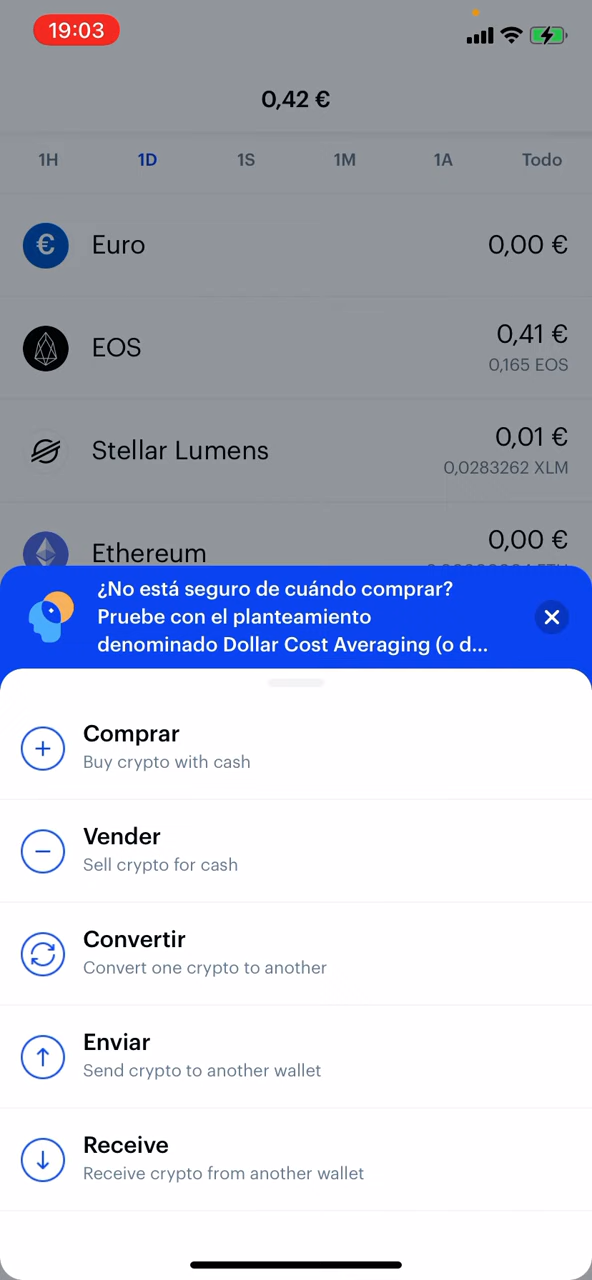 19:03
0,42 €
1H 1D 1S 1M 1A Todo
€ Euro 0,00 €
EOS 0,41 €
0,165 EOS
Stellar Lumens 0,01 €
0,0283262 XLM
Ethereum 0,00 €
¿No está seguro de cuándo comprar?
Pruebe con el planteamiento
denominado Dollar Cost Averaging (o d...
Comprar
Buy crypto with cash
Vender
Sell crypto for cash
Convertir
Convert one crypto to another
Enviar
Send crypto to another wallet
Receive
Receive crypto from another wallet